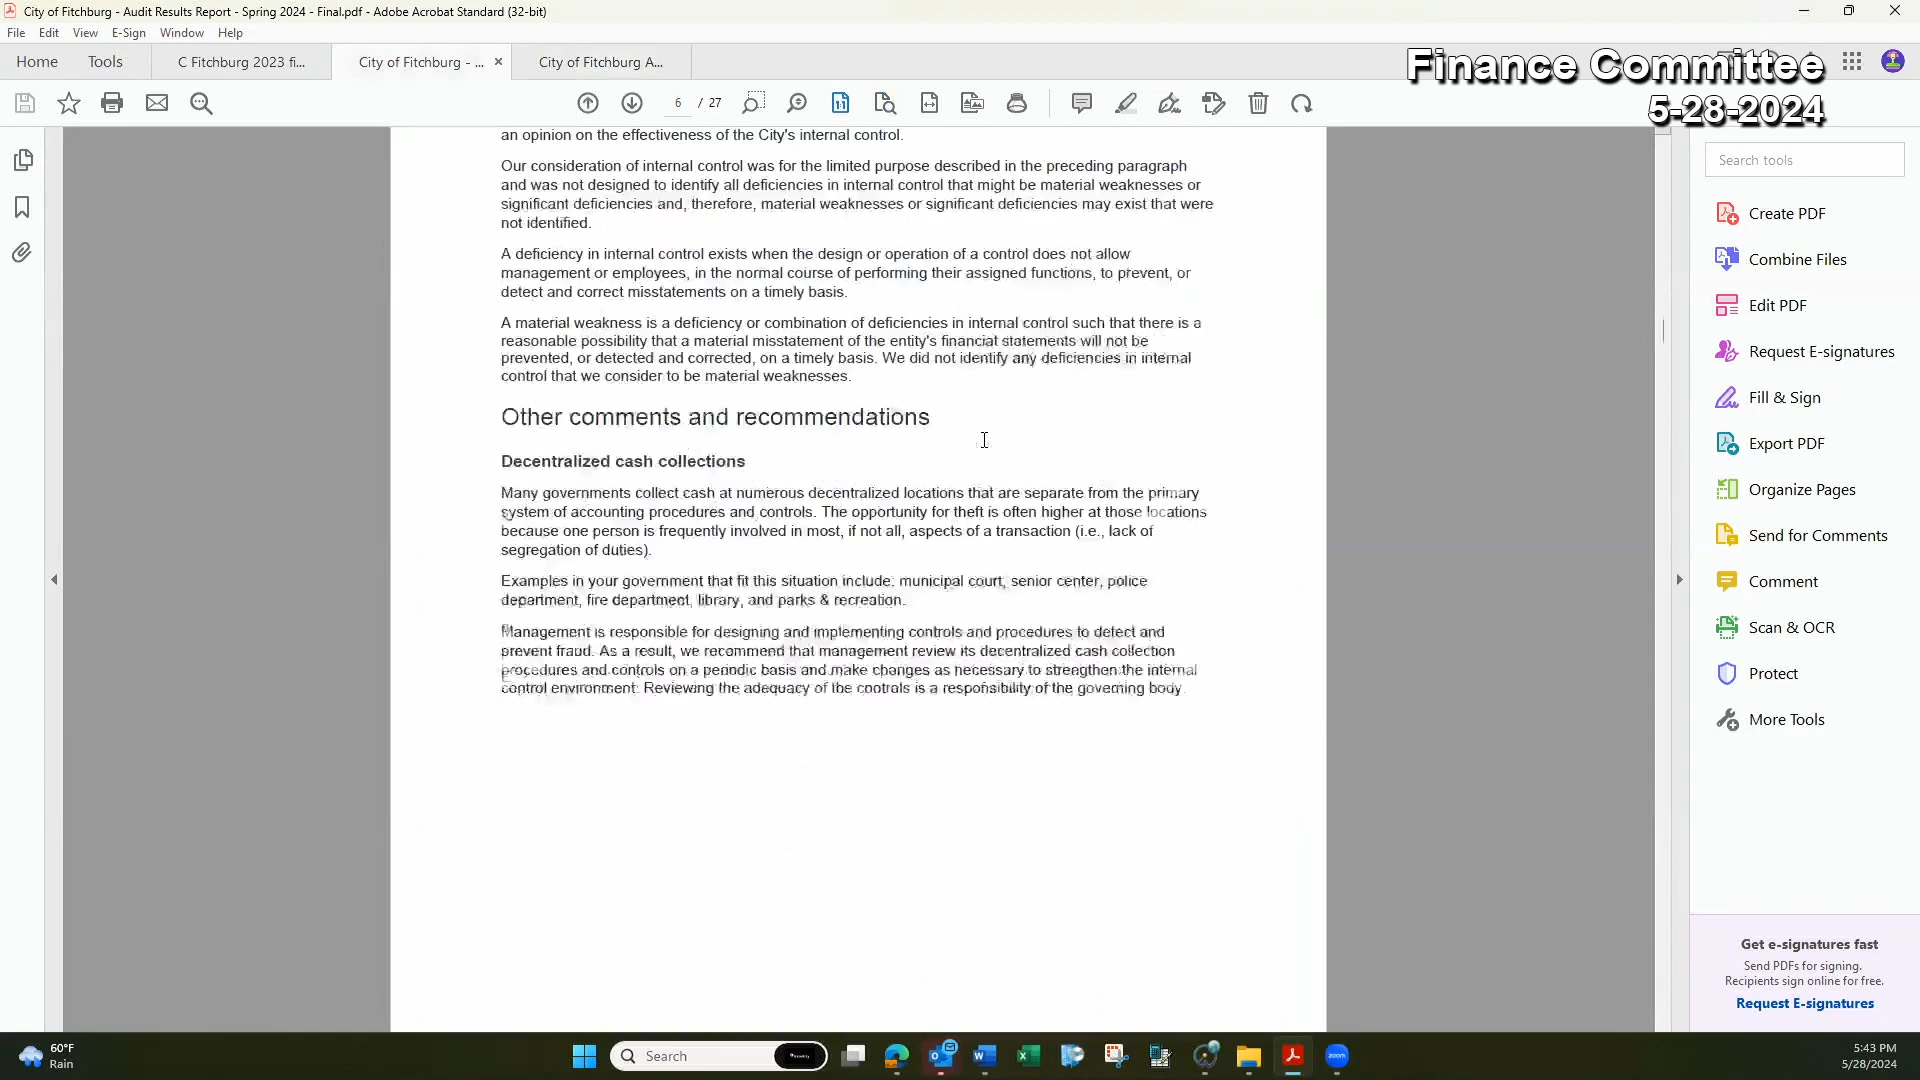 City of Fitchburg - Audit Results Report - Spring 2024 - Final.pdf - Adobe Acrobat Standard (32-bit)
File Edit View E-Sign Window Help
Home Tools C Fitchburg 2023 fi... City of Fitchburg - ... City of Fitchburg A...
Finance Committee
5-28-2024
6 / 27
an opinion on the effectiveness of the City's internal control.
Our consideration of internal control was for the limited purpose described in the preceding paragraph
and was not designed to identify all deficiencies in internal control that might be material weaknesses or
significant deficiencies and, therefore, material weaknesses or significant deficiencies may exist that were
not identified.
A deficiency in internal control exists when the design or operation of a control does not allow
management or employees, in the normal course of performing their assigned functions, to prevent, or
detect and correct misstatements on a timely basis.
A material weakness is a deficiency or combination of deficiencies in internal control such that there is a
reasonable possibility that a material misstatement of the entity's financial statements will not be
prevented, or detected and corrected, on a timely basis. We did not identify any deficiencies in internal
control that we consider to be material weaknesses.
Other comments and recommendations
Decentralized cash collections
Many governments collect cash at numerous decentralized locations that are separate from the primary
system of accounting procedures and controls. The opportunity for theft is often higher at those locations
because one person is frequently involved in most, if not all, aspects of a transaction (i.e., lack of
segregation of duties).
Examples in your government that fit this situation include: municipal court, senior center, police
department, fire department, library, and parks & recreation.
Management is responsible for designing and implementing controls and procedures to detect and
prevent fraud. As a result, we recommend that management review its decentralized cash collection
procedures and controls on a periodic basis and make changes as necessary to strengthen the internal
control environment. Reviewing the adequacy of the controls is a responsibility of the governing body.
Search tools
Create PDF
Combine Files
Edit PDF
Request E-signatures
Fill & Sign
Export PDF
Organize Pages
Send for Comments
Comment
Scan & OCR
Protect
More Tools
Get e-signatures fast
Send PDFs for signing.
Recipients sign online for free.
Request E-signatures
60°F
Rain
Search
zoom
5:43 PM
5/28/2024